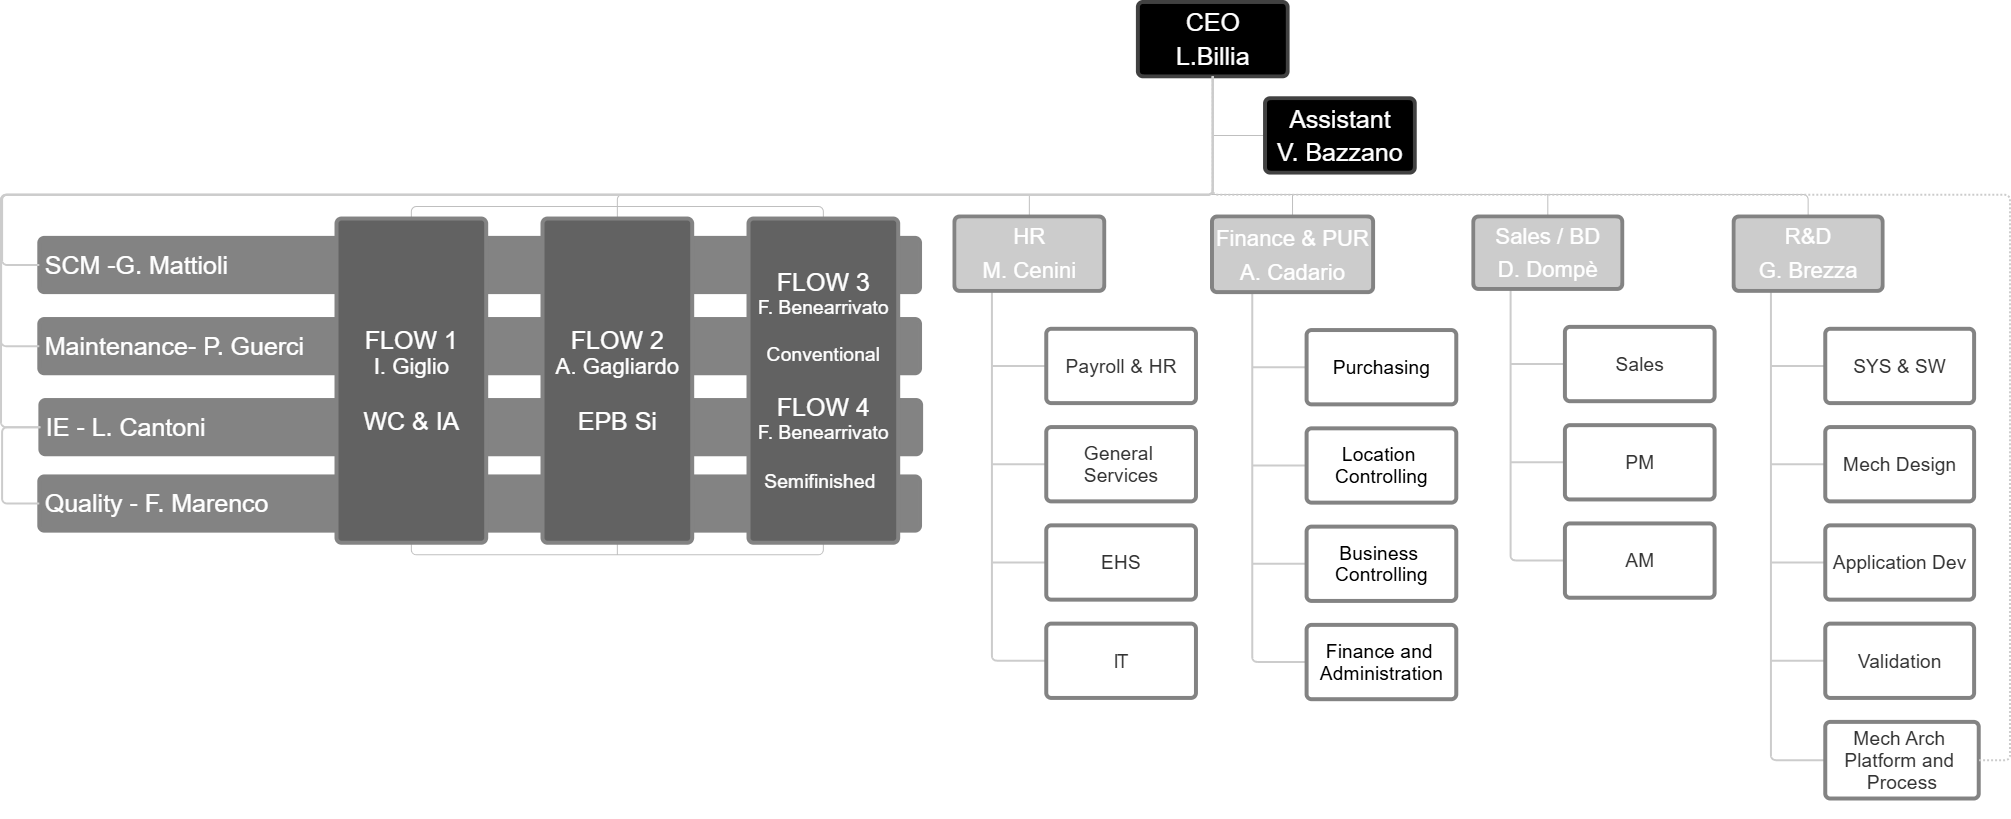 CEO
L.Billia
Assistant
V. Bazzano
SCM -G. Mattioli
Maintenance- P. Guerci
IE - L. Cantoni
Quality - F. Marenco
FLOW 1
I. Giglio
WC & IA
FLOW 2
A. Gagliardo
EPB Si
FLOW 3
F. Benearrivato
Conventional
FLOW 4
F. Benearrivato
Semifinished
HR
M. Cenini
Payroll & HR
General
Services
EHS
IT
Finance & PUR
A. Cadario
Purchasing
Location
Controlling
Business
Controlling
Finance and
Administration
Sales / BD
D. Dompè
Sales
PM
AM
R&D
G. Brezza
SYS & SW
Mech Design
Application Dev
Validation
Mech Arch
Platform and
Process